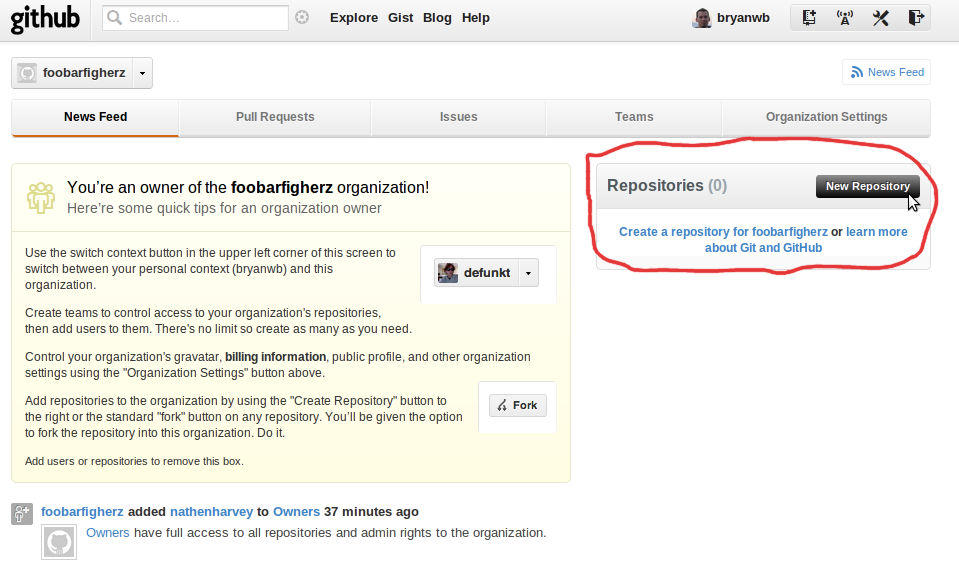 github
Search…
Explore Gist Blog Help
bryanwb
foobarfigherz
News Feed
News Feed
Pull Requests
Issues
Teams
Organization Settings
You're an owner of the foobarfigherz organization!
Here're some quick tips for an organization owner
Use the switch context button in the upper left corner of this screen to
switch between your personal context (bryanwb) and this
organization.
defunkt
Create teams to control access to your organization's repositories,
then add users to them. There's no limit so create as many as you need.
Control your organization's gravatar, billing information, public profile, and other organization
settings using the "Organization Settings" button above.
Add repositories to the organization by using the "Create Repository" button to
the right or the standard "fork" button on any repository. You'll be given the option
to fork the repository into this organization. Do it.
Fork
Add users or repositories to remove this box.
Repositories (0)
New Repository
Create a repository for foobarfigherz or learn more
about Git and GitHub
foobarfigherz added nathenharvey to Owners 37 minutes ago
Owners have full access to all repositories and admin rights to the organization.